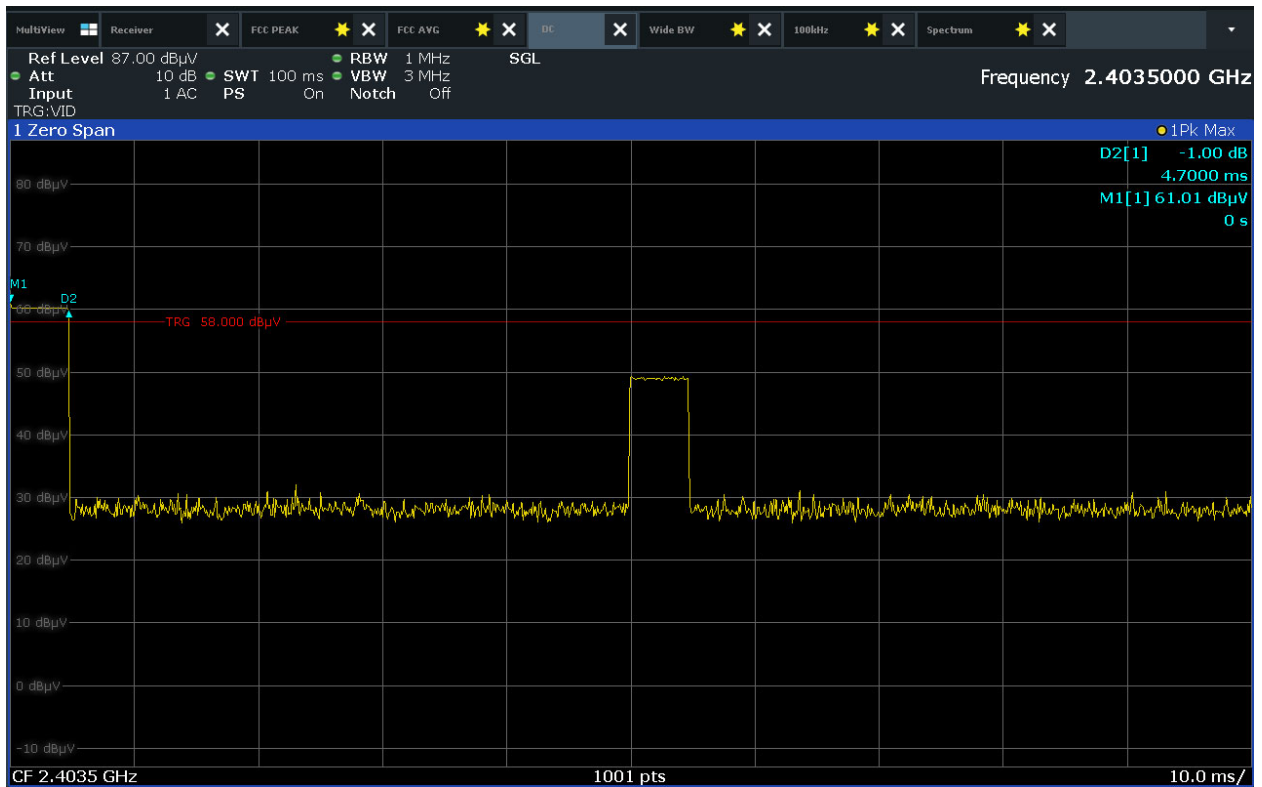 MultiView Receiver FCC PEAK FCC AVG DC Wide BW 100kHz Spectrum
Ref Level 87.00 dBµV RBW 1 MHz SGL
Att 10 dB SWT 100 ms VBW 3 MHz Frequency 2.4035000 GHz
Input 1 AC PS On Notch Off
TRG:VID
1 Zero Span 1Pk Max
D2[1] -1.00 dB
4.7000 ms
M1[1] 61.01 dBµV
0 s
80 dBµV
70 dBµV
M1
D2
60 dBµV
TRG 58.000 dBµV
50 dBµV
40 dBµV
30 dBµV
20 dBµV
10 dBµV
0 dBµV
-10 dBµV
CF 2.4035 GHz 1001 pts 10.0 ms/